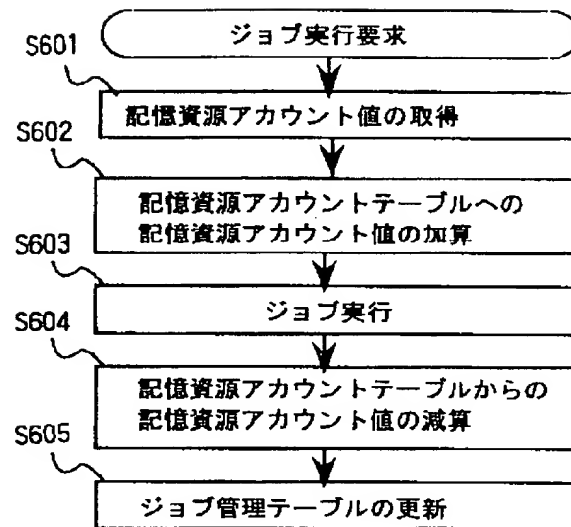 ジョブ実行要求
S601
記憶資源アカウント値の取得
S602
記憶資源アカウントテーブルへの
記憶資源アカウント値の加算
S603
ジョブ実行
S604
記憶資源アカウントテーブルからの
記憶資源アカウント値の減算
S605
ジョブ管理テーブルの更新